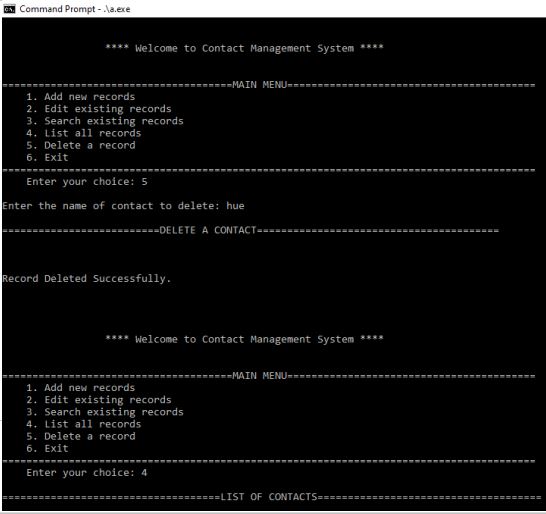 Command Prompt - .\a.exe
**** Welcome to Contact Management System ****
======================================MAIN MENU=========================================
1. Add new records
2. Edit existing records
3. Search existing records
4. List all records
5. Delete a record
6. Exit
========================================================================================
Enter your choice: 5
Enter the name of contact to delete: hue
==========================DELETE A CONTACT========================================
Record Deleted Successfully.
**** Welcome to Contact Management System ****
======================================MAIN MENU=========================================
1. Add new records
2. Edit existing records
3. Search existing records
4. List all records
5. Delete a record
6. Exit
========================================================================================
Enter your choice: 4
====================================LIST OF CONTACTS=====================================